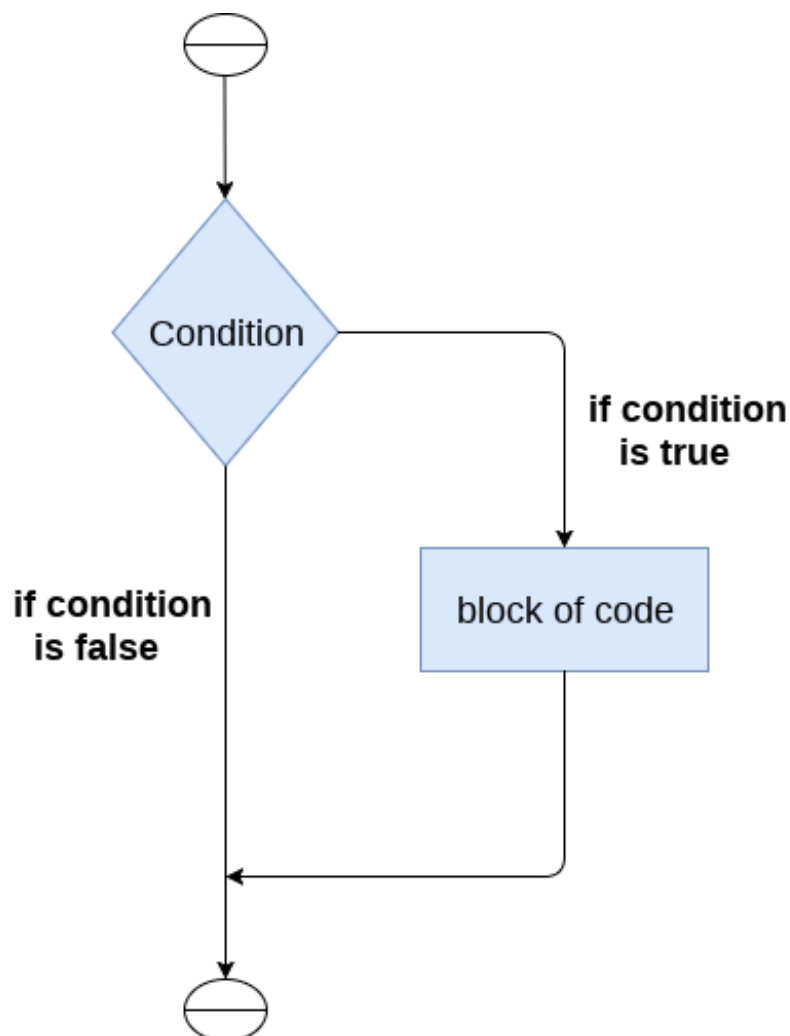 Condition
if condition
is true
if condition
is false
block of code